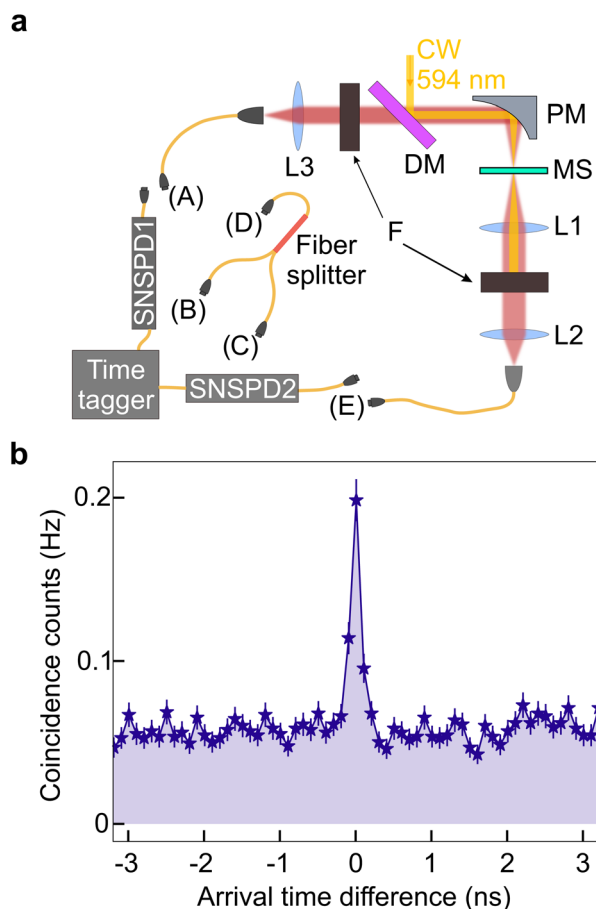 a
CW
594 nm
PM
DM
L3
MS
(A)
L1
(D)
F
Fiber
splitter
SNSPD1
(B)
(C)
L2
Time
tagger
SNSPD2
(E)
b
Coincidence counts (Hz)
0.2
0.1
0
-3 -2 -1 0 1 2 3
Arrival time difference (ns)